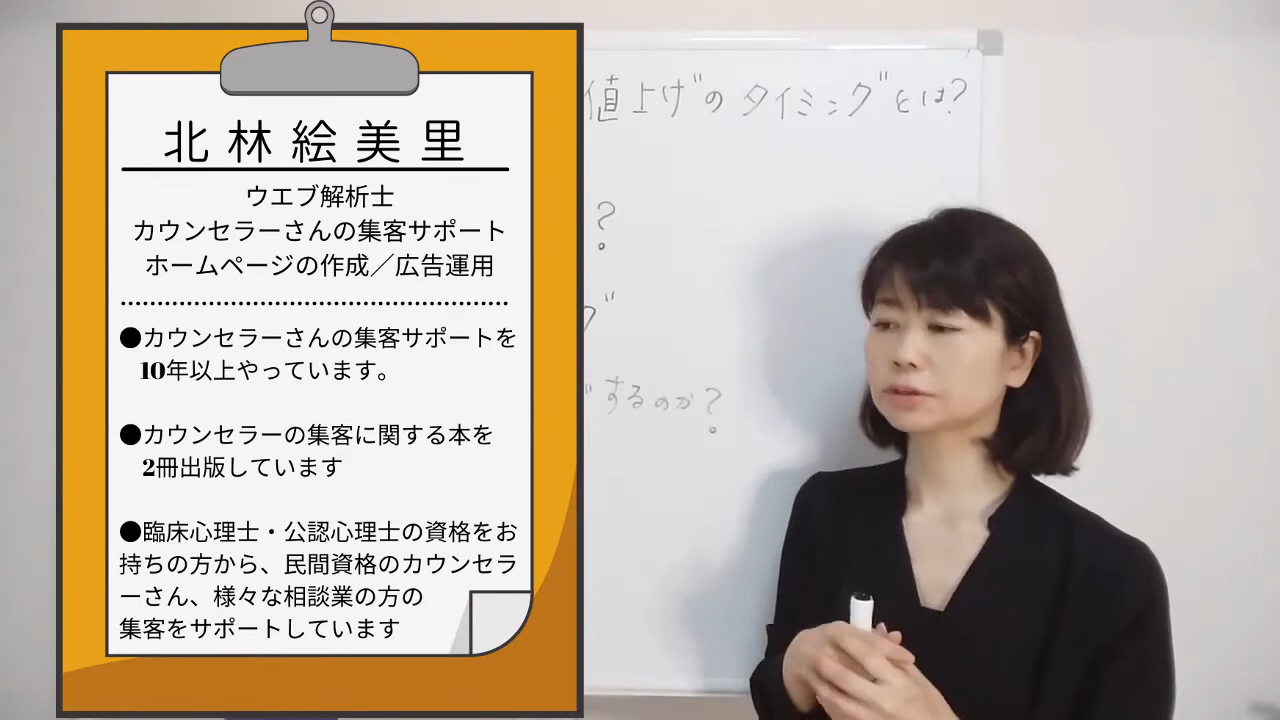 北林絵美里
ウエブ解析士
カウンセラーさんの集客サポート
ホームページの作成／広告運用
●カウンセラーさんの集客サポートを
10年以上やっています。
●カウンセラーの集客に関する本を
2冊出版しています
●臨床心理士・公認心理士の資格をお
持ちの方から、民間資格のカウンセラ
ーさん、様々な相談業の方の
集客をサポートしています
値上げのタイミングとは?
?
するのか?